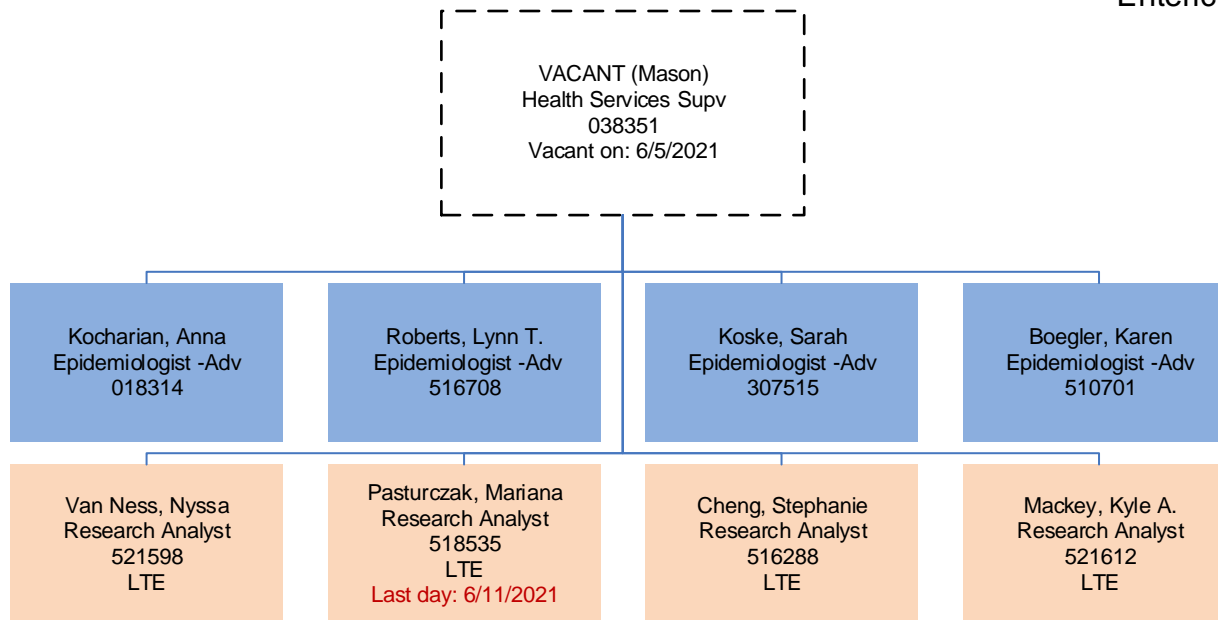 VACANT (Mason)
Health Services Supv
038351
Vacant on: 6/5/2021
Kocharian, Anna
Epidemiologist -Adv
018314
Roberts, Lynn T.
Epidemiologist -Adv
516708
Koske, Sarah
Epidemiologist -Adv
307515
Boegler, Karen
Epidemiologist -Adv
510701
Van Ness, Nyssa
Research Analyst
521598
LTE
Pasturczak, Mariana
Research Analyst
518535
LTE
Last day: 6/11/2021
Cheng, Stephanie
Research Analyst
516288
LTE
Mackey, Kyle A.
Research Analyst
521612
LTE